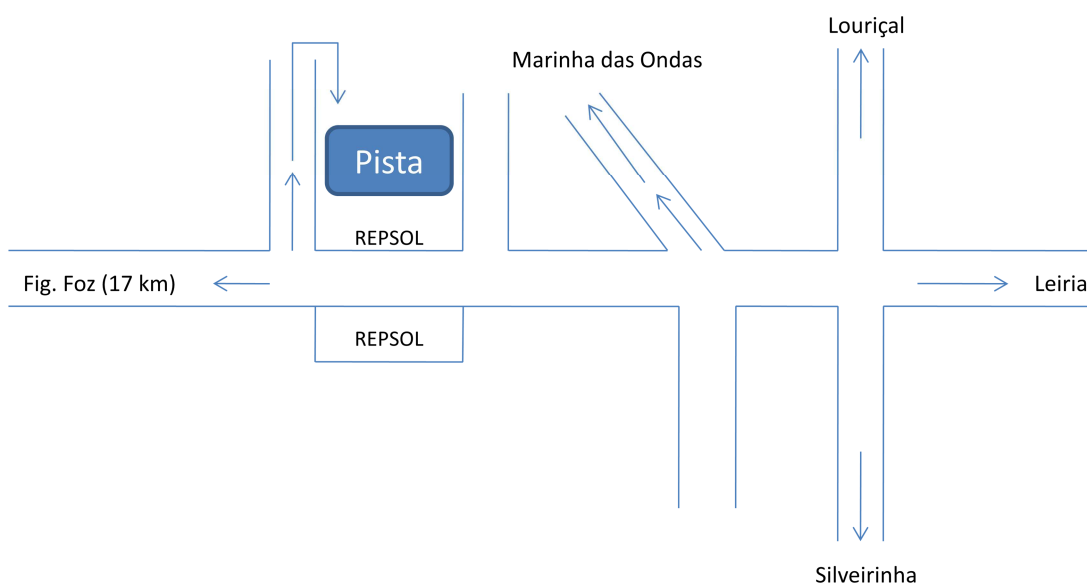 Louriçal
Marinha das Ondas
Pista
REPSOL
Fig. Foz (17 km)
Leiria
REPSOL
Silveirinha